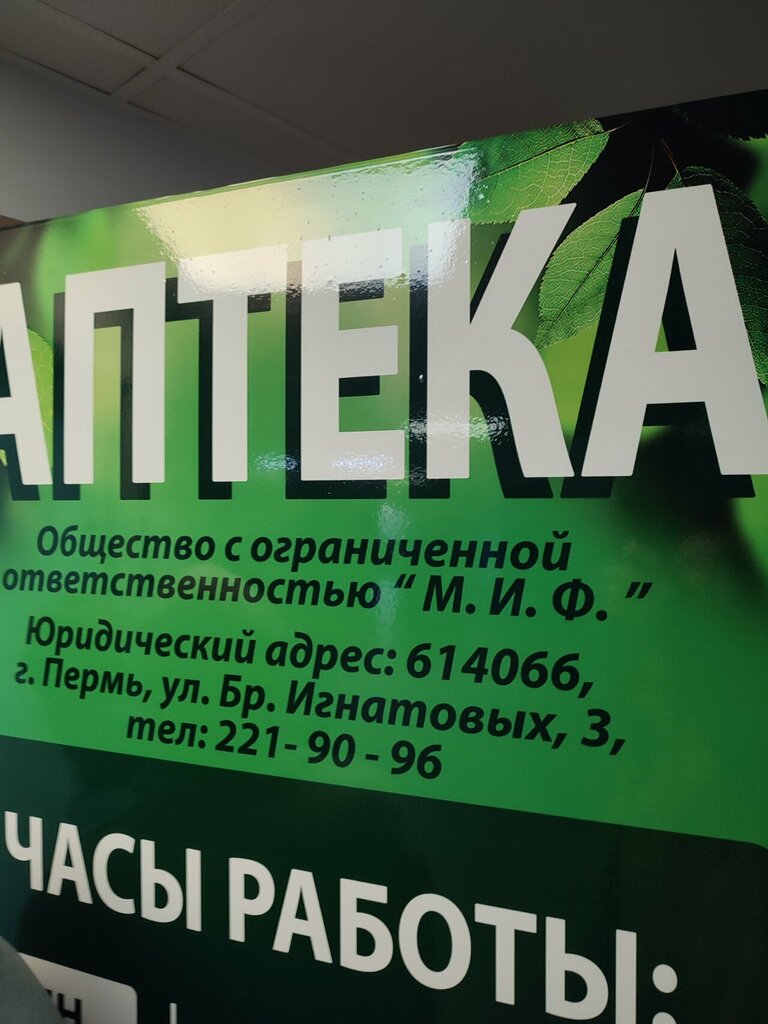 АПТЕКА
Общество с ограниченной
ответственностью “ М. И. Ф. ”
Юридический адрес: 614066,
г. Пермь, ул. Бр. Игнатовых, 3,
тел: 221- 90 - 96
ЧАСЫ РАБОТЫ: